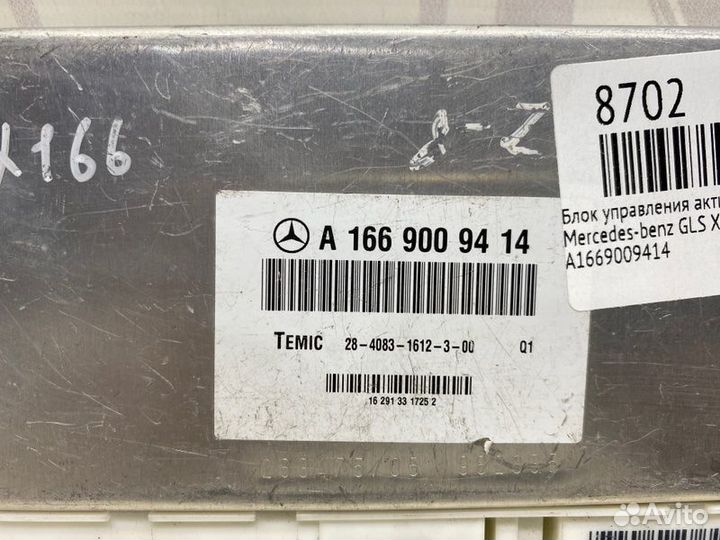 X166
8702
Блок управления акти
Mercedes-benz GLS X
A1669009414
A 166 900 94 14
TEMIC 28-4083-1612-3-00 Q1
16 291 33 1725 2
Avito